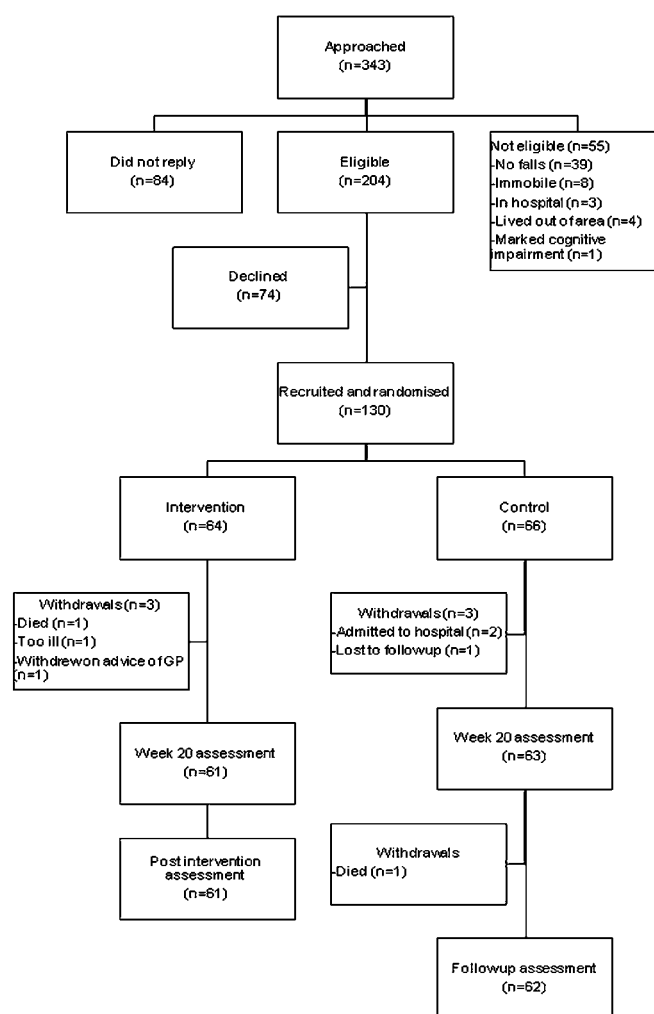 Approached
(n=343)
Did not reply
(n=84)
Eligible
(n=204)
Not eligible (n=55)
-No falls (n=39)
-Immobile (n=8)
-In hospital (n=3)
-Lived out of area (n=4)
-Marked cognitive
impairment (n=1)
Declined
(n=74)
Recruited and randomised
(n=130)
Intervention
(n=64)
Control
(n=66)
Withdrawals (n=3)
-Died (n=1)
-Too ill (n=1)
-Withdrew on advice of GP
(n=1)
Withdrawals (n=3)
-Admitted to hospital (n=2)
-Lost to followup (n=1)
Week 20 assessment
(n=61)
Week 20 assessment
(n=63)
Post intervention
assessment
(n=61)
Withdrawals
-Died (n=1)
Followup assessment
(n=62)